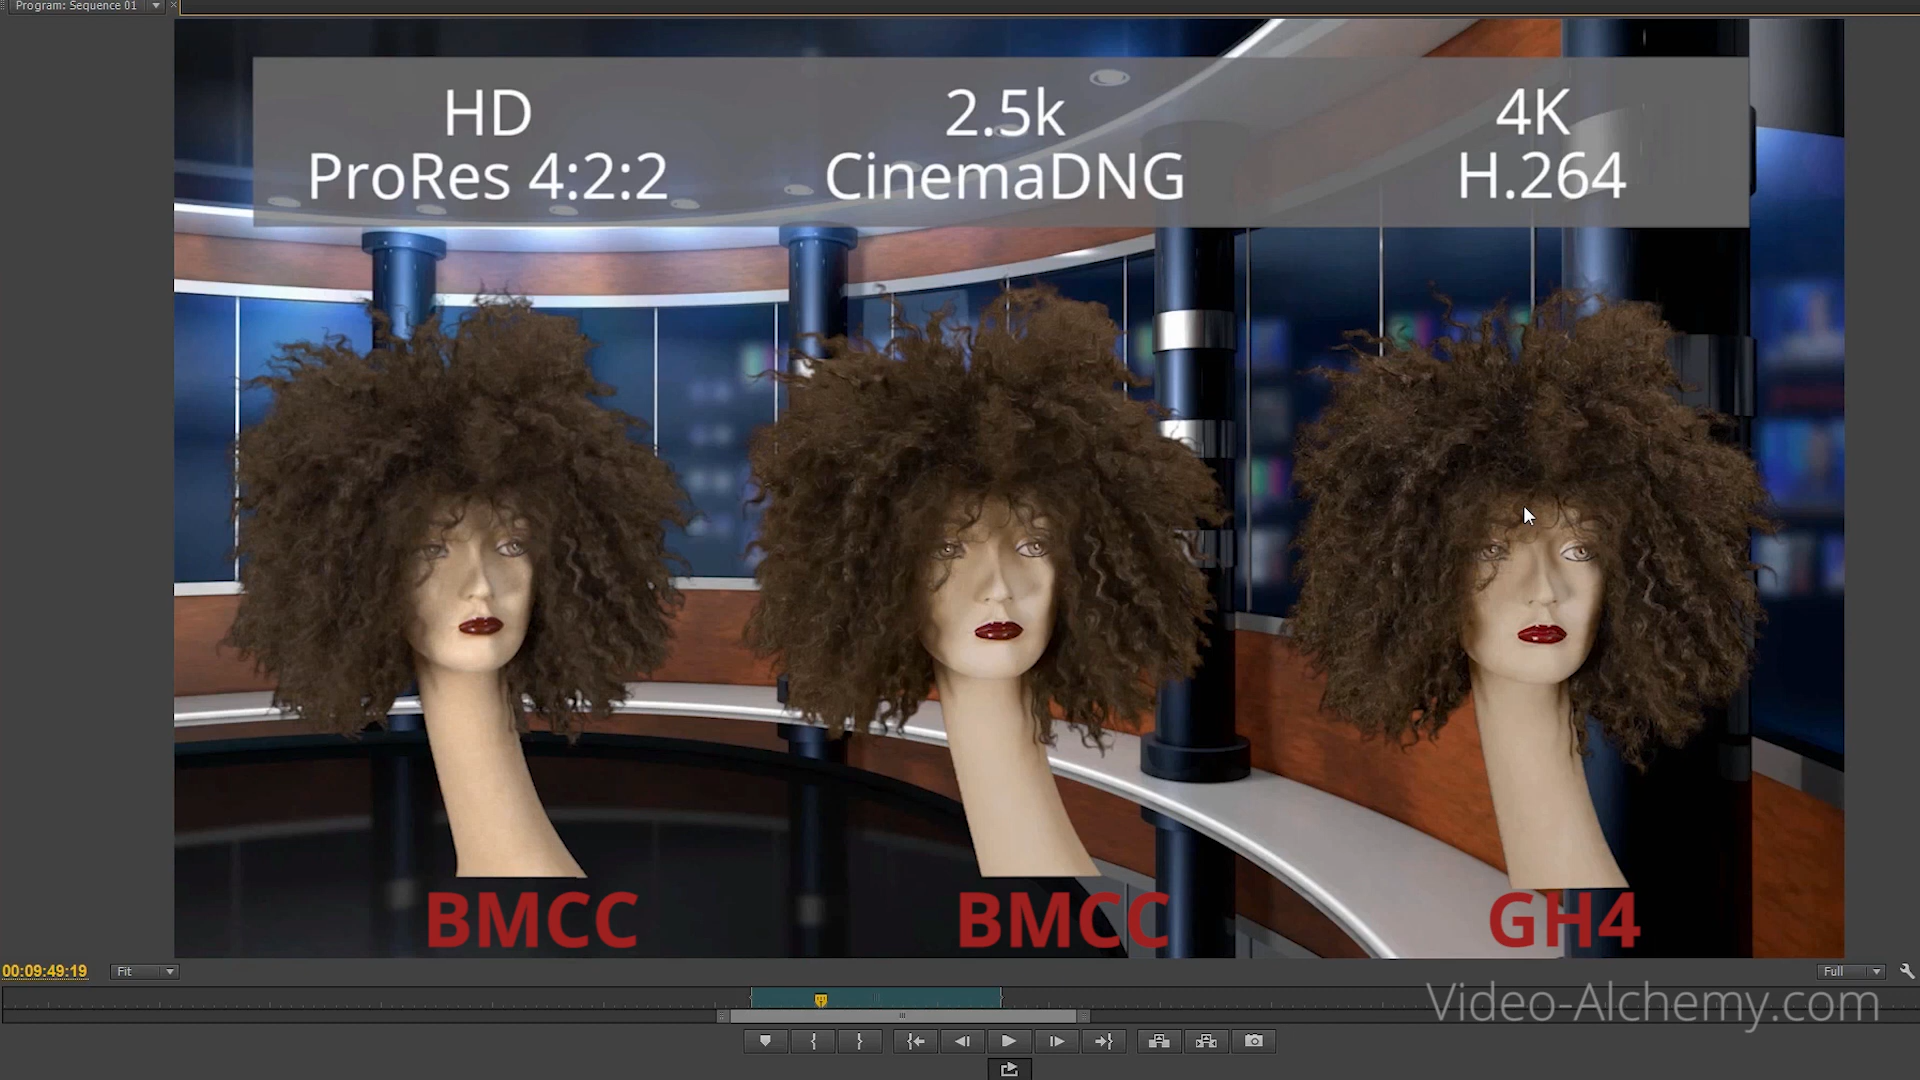 Program: Sequence 01
HD
ProRes 4:2:2
2.5k
CinemaDNG
4K
H.264
BMCC
BMCC
GH4
00:09:49:19
Fit
Full
Video-Alchemy.com